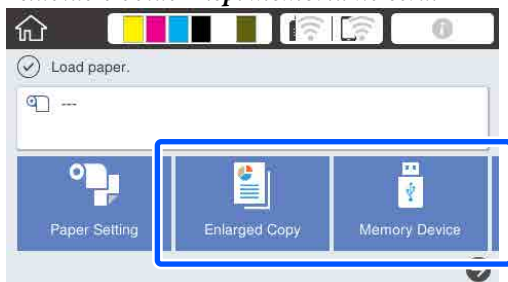 Load paper.
---
Paper Setting
Enlarged Copy
Memory Device